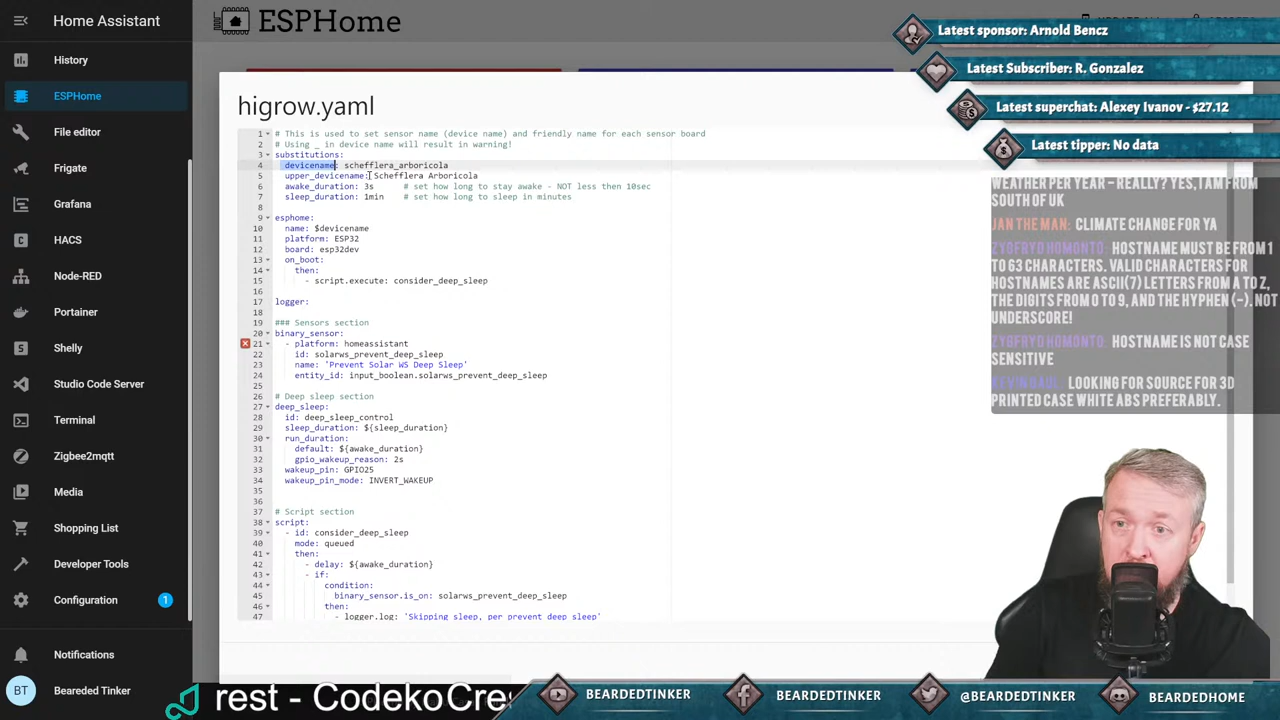 Home Assistant
ESPHome
Latest sponsor: Arnold Bencz
History
Latest Subscriber: R. Gonzalez
ESPHome
higrow.yaml
Latest superchat: Alexey Ivanov - $27.12
File editor
1 # This is used to set sensor name (device name) and friendly name for each sensor board
2 # Using _ in device name will result in warning!
Latest tipper: No data
3 substitutions:
4 devicename: schefflera_arboricola
Frigate
5 upper_devicename: Schefflera Arboricola
6 awake_duration: 3s # set how long to stay awake - NOT less then 10sec
7 sleep_duration: 1min # set how long to sleep in minutes
8
Grafana
9 esphome:
10 name: $devicename
11 platform: ESP32
HACS
12 board: esp32dev
13 on_boot:
14 then:
Node-RED
15 - script.execute: consider_deep_sleep
16
17 logger:
Portainer
18
19 ### Sensors section
20 binary_sensor:
21 - platform: homeassistant
Shelly
22 id: solarws_prevent_deep_sleep
23 name: 'Prevent Solar WS Deep Sleep'
24 entity_id: input_boolean.solarws_prevent_deep_sleep
Studio Code Server
25
26 # Deep sleep section
27 deep_sleep:
28 id: deep_sleep_control
Terminal
29 sleep_duration: ${sleep_duration}
30 run_duration:
31 default: ${awake_duration}
Zigbee2mqtt
32 gpio_wakeup_reason: 2s
33 wakeup_pin: GPIO25
34 wakeup_pin_mode: INVERT_WAKEUP
Media
35
36
37 # Script section
38 script:
Shopping List
39 - id: consider_deep_sleep
40 mode: queued
41 then:
Developer Tools
42 - delay: ${awake_duration}
43 - if:
44 condition:
45 binary_sensor.is_on: solarws_prevent_deep_sleep
Configuration 1
46 then:
47 - logger.log: 'Skipping sleep, per prevent deep sleep'
WEATHER PER YEAR - REALLY? YES, I AM FROM
SOUTH OF UK
JAN THE MAN: CLIMATE CHANGE FOR YA
ZYGFRYD HOMONTO: HOSTNAME MUST BE FROM 1
TO 63 CHARACTERS. VALID CHARACTERS FOR
HOSTNAMES ARE ASCII(7) LETTERS FROM A TO Z,
THE DIGITS FROM 0 TO 9, AND THE HYPHEN (-). NOT
UNDERSCORE!
ZYGFRYD HOMONTO: HOSTNAME IS NOT CASE
SENSITIVE
LOOKING FOR SOURCE FOR 3D
PRINTED CASE WHITE ABS PREFERABLY.
Notifications
BT Bearded Tinker
rest - CodekoCres
BEARDEDTINKER
BEARDEDTINKER
@BEARDEDTINKER
BEARDEDHOME